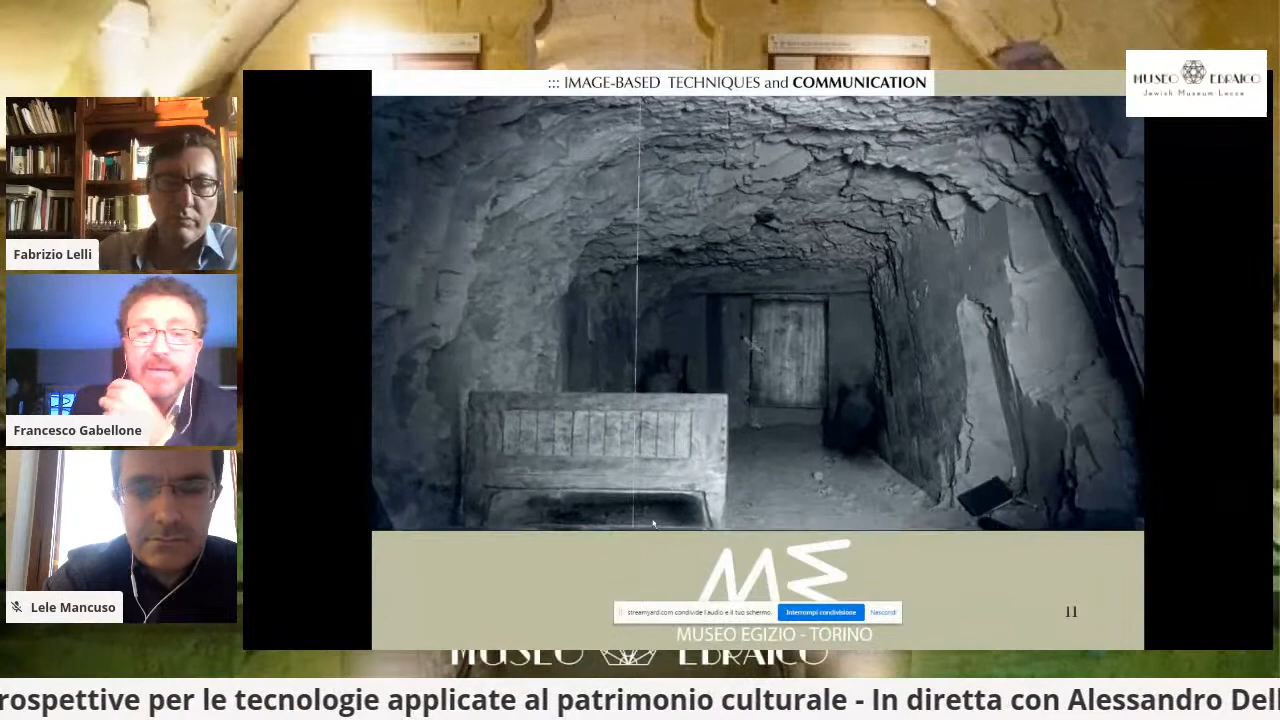 ::: IMAGE-BASED TECHNIQUES and COMMUNICATION
MUSEO EBRAICO
Jewish Museum Lecce
Fabrizio Lelli
Francesco Gabellone
Lele Mancuso
ME
streamyard.com condivide l'audio e il tuo schermo.
Interrompi condivisione
Nascondi
11
MUSEO EGIZIO - TORINO
MUSEO EBRAICO
rospettive per le tecnologie applicate al patrimonio culturale - In diretta con Alessandro Dell